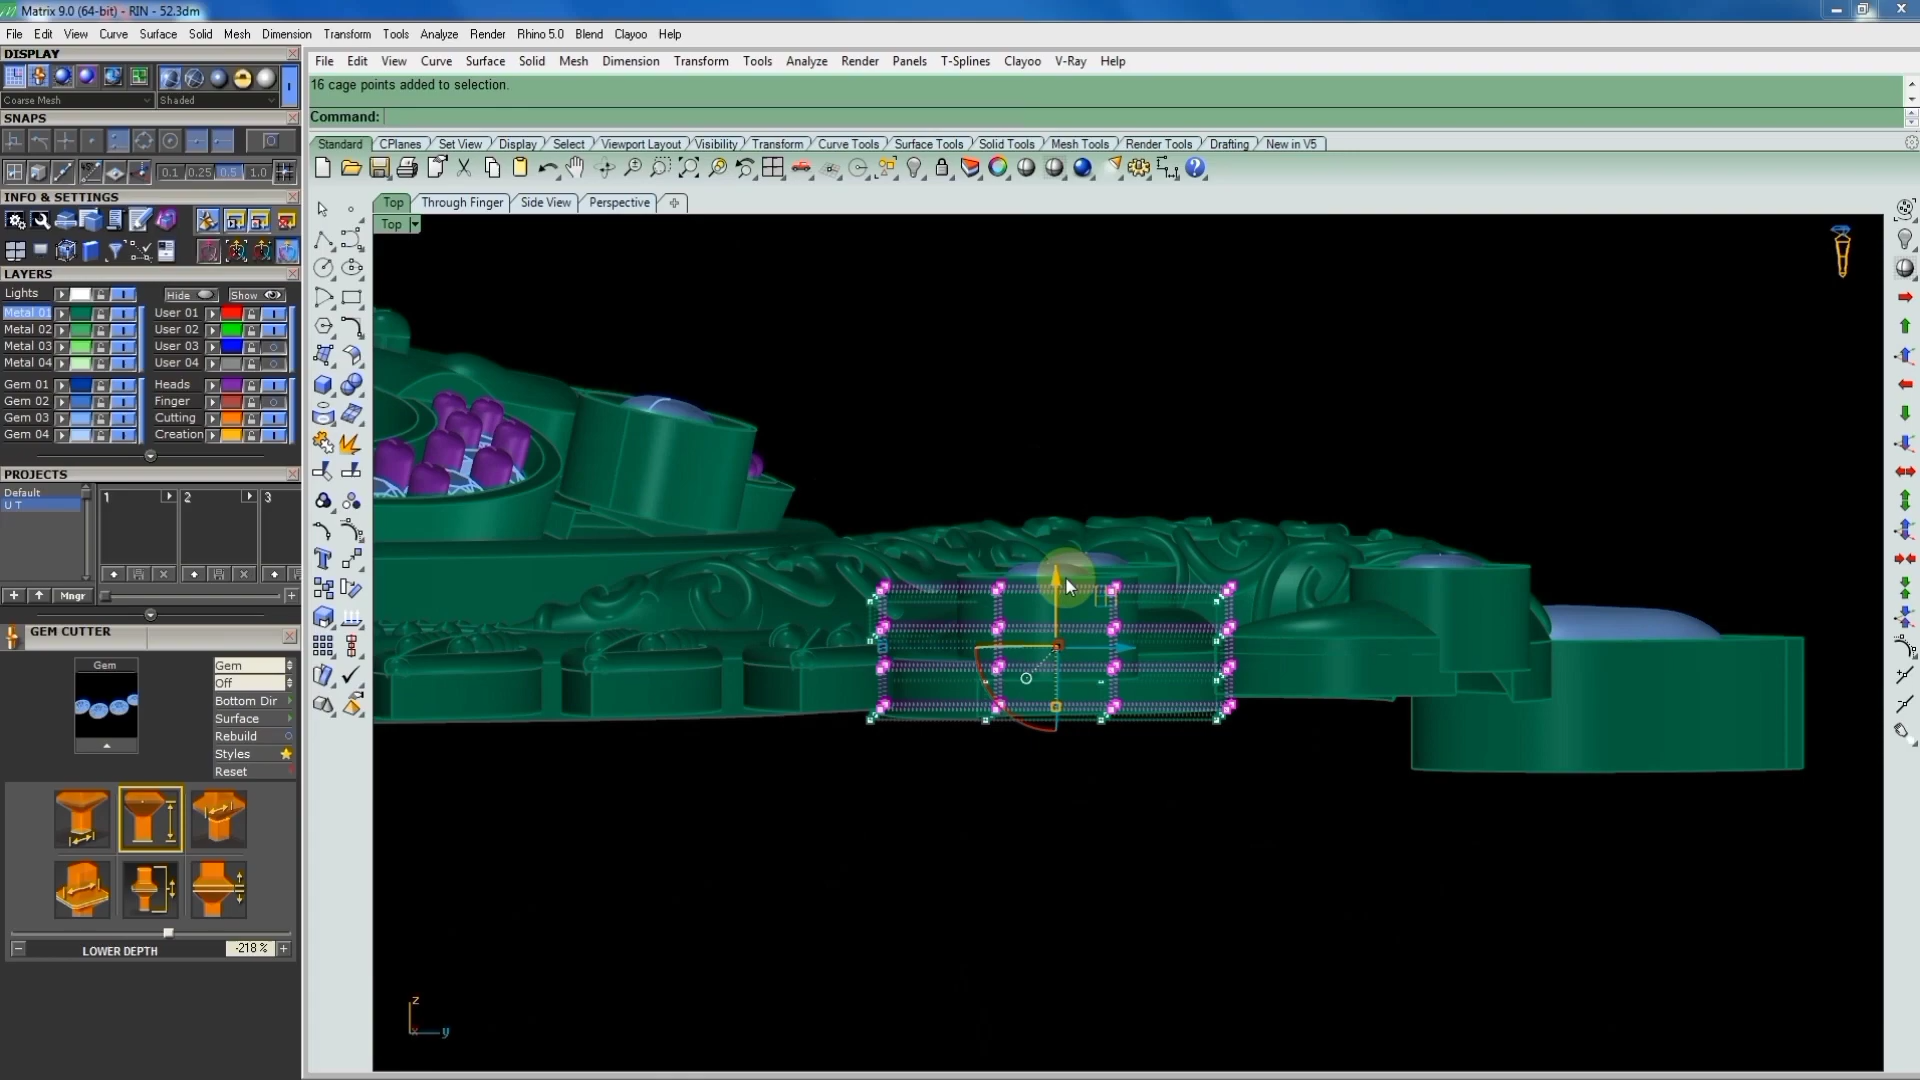 Matrix 9.0 (64-bit) - RIN - 52.3dm
File Edit View Curve Surface Solid Mesh Dimension Transform Tools Analyze Render Rhino 5.0 Blend Clayoo Help
DISPLAY
Coarse Mesh Shaded
SNAPS
0.1 0.25 0.5 1.0
INFO & SETTINGS
LAYERS
Lights Hide Show
Metal 01 User 01
Metal 02 User 02
Metal 03 User 03
Metal 04 User 04
Gem 01 Heads
Gem 02 Finger
Gem 03 Cutting
Gem 04 Creation
PROJECTS
Default
U T
1 2 3
Mngr
GEM CUTTER
Gem
Gem
Off
Bottom Dir
Surface
Rebuild
Styles
Reset
LOWER DEPTH -218 %
File Edit View Curve Surface Solid Mesh Dimension Transform Tools Analyze Render Panels T-Splines Clayoo V-Ray Help
16 cage points added to selection.
Command:
Standard CPlanes Set View Display Select Viewport Layout Visibility Transform Curve Tools Surface Tools Solid Tools Mesh Tools Render Tools Drafting New in V5
Top Through Finger Side View Perspective
Top
z
x y